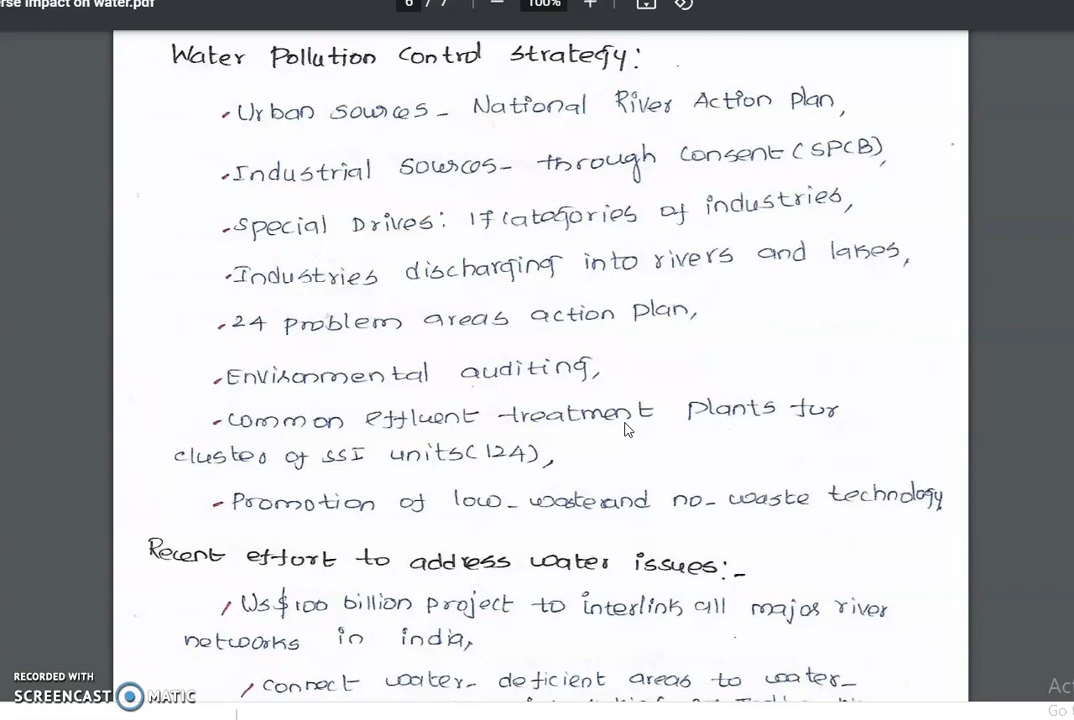 erse impact on water.pdf
6 / 7
100%
Water Pollution Control strategy:
Urban sources - National River Action Plan,
Industrial sources - through consent (SPCB),
Special Drives: 17 categories of industries,
Industries discharging into rivers and lakes,
24 problem areas action plan,
Environmental auditing,
Common effluent treatment plants for
cluster of SSI units(124),
Promotion of low-waste and no-waste technology
Recent effort to address water issues:-
US$100 billion project to interlink all major river
networks in india,
connect water-deficient areas to water-
RECORDED WITH
SCREENCAST MATIC
Act
Go t